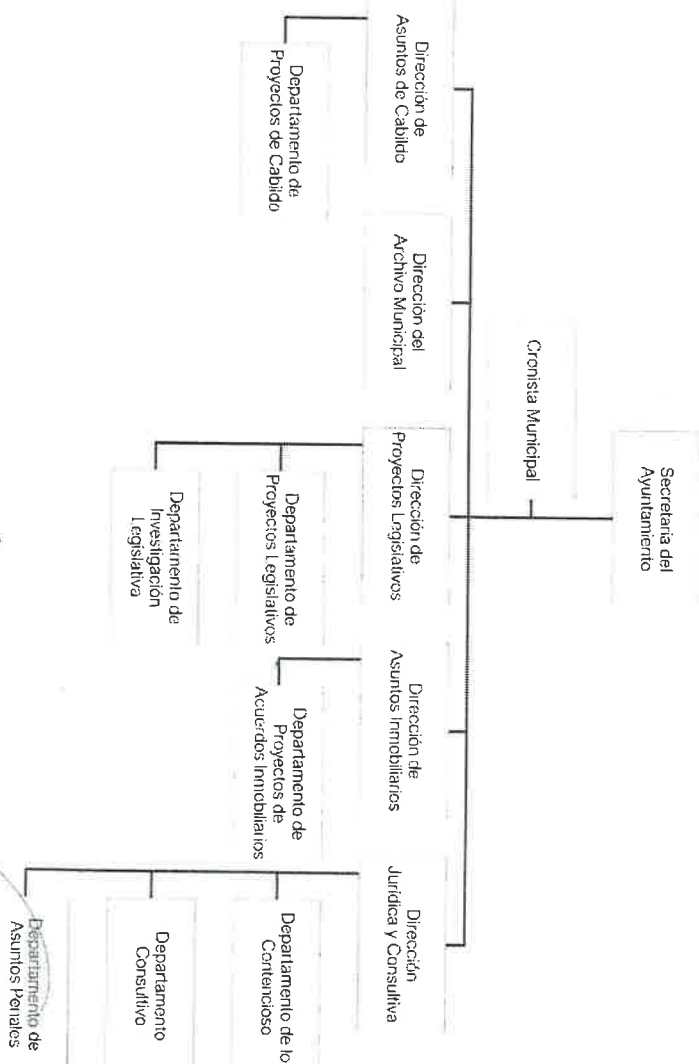 Secretaria del
Ayuntamiento
Cronista Municipal
Dirección de
Asuntos de Cabildo
Dirección del
Archivo Municipal
Dirección de
Proyectos Legislativos
Dirección de
Asuntos Inmobiliarios
Dirección
Jurídica y Consultiva
Departamento de
Proyectos de Cabildo
Departamento de
Proyectos Legislativos
Departamento de
Investigación
Legislativa
Departamento de
Proyectos de
Acuerdos Inmobiliarios
Departamento de lo
Contencioso
Departamento
Consultivo
Departamento de
Asuntos Penales